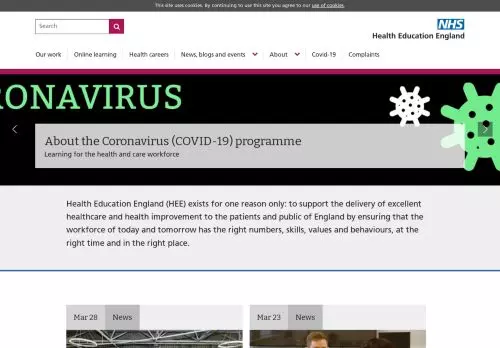 This site uses cookies. By continuing to use this site you agree to our use of cookies.
Search
NHS
Health Education England
Our work Online learning Health careers News, blogs and events About Covid-19 Complaints
RONAVIRUS
About the Coronavirus (COVID-19) programme
Learning for the health and care workforce
Health Education England (HEE) exists for one reason only: to support the delivery of excellent
healthcare and health improvement to the patients and public of England by ensuring that the
workforce of today and tomorrow has the right numbers, skills, values and behaviours, at the
right time and in the right place.
Mar 28 News Mar 23 News